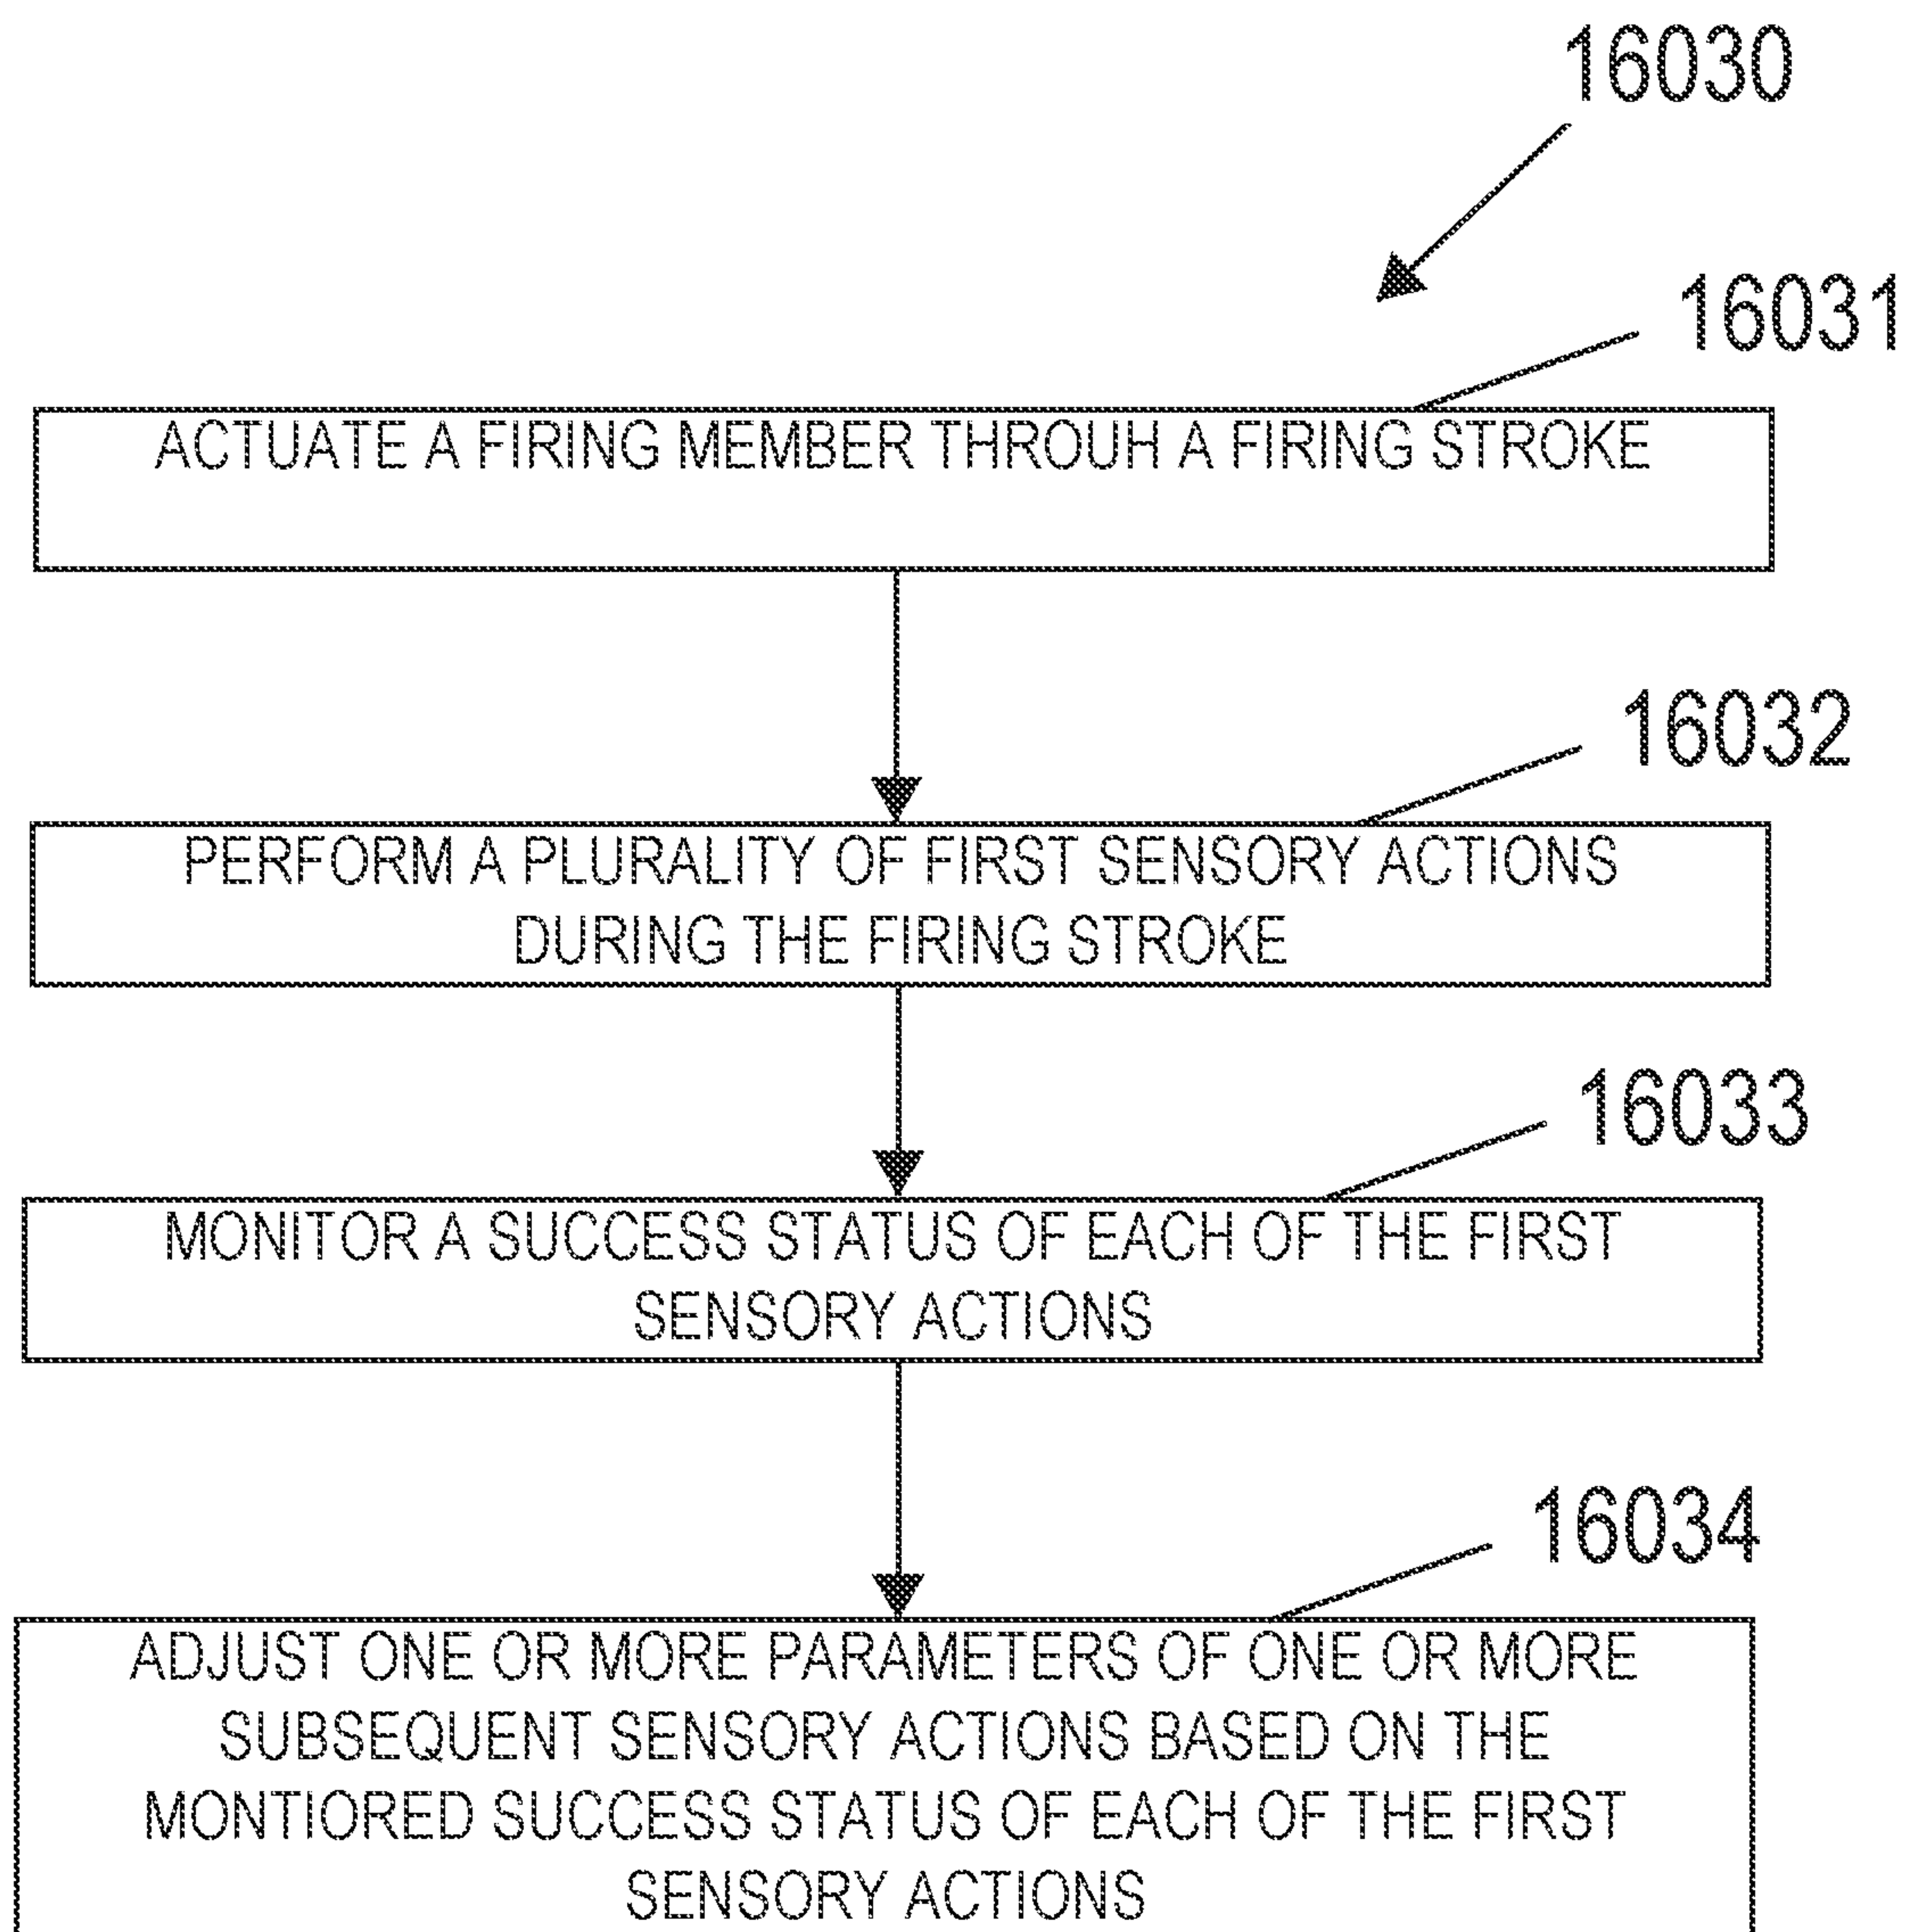 16030
16031
ACTUATE A FIRING MEMBER THROUH A FIRING STROKE
16032
PERFORM A PLURALITY OF FIRST SENSORY ACTIONS
DURING THE FIRING STROKE
16033
MONITOR A SUCCESS STATUS OF EACH OF THE FIRST
SENSORY ACTIONS
16034
ADJUST ONE OR MORE PARAMETERS OF ONE OR MORE
SUBSEQUENT SENSORY ACTIONS BASED ON THE
MONTIORED SUCCESS STATUS OF EACH OF THE FIRST
SENSORY ACTIONS